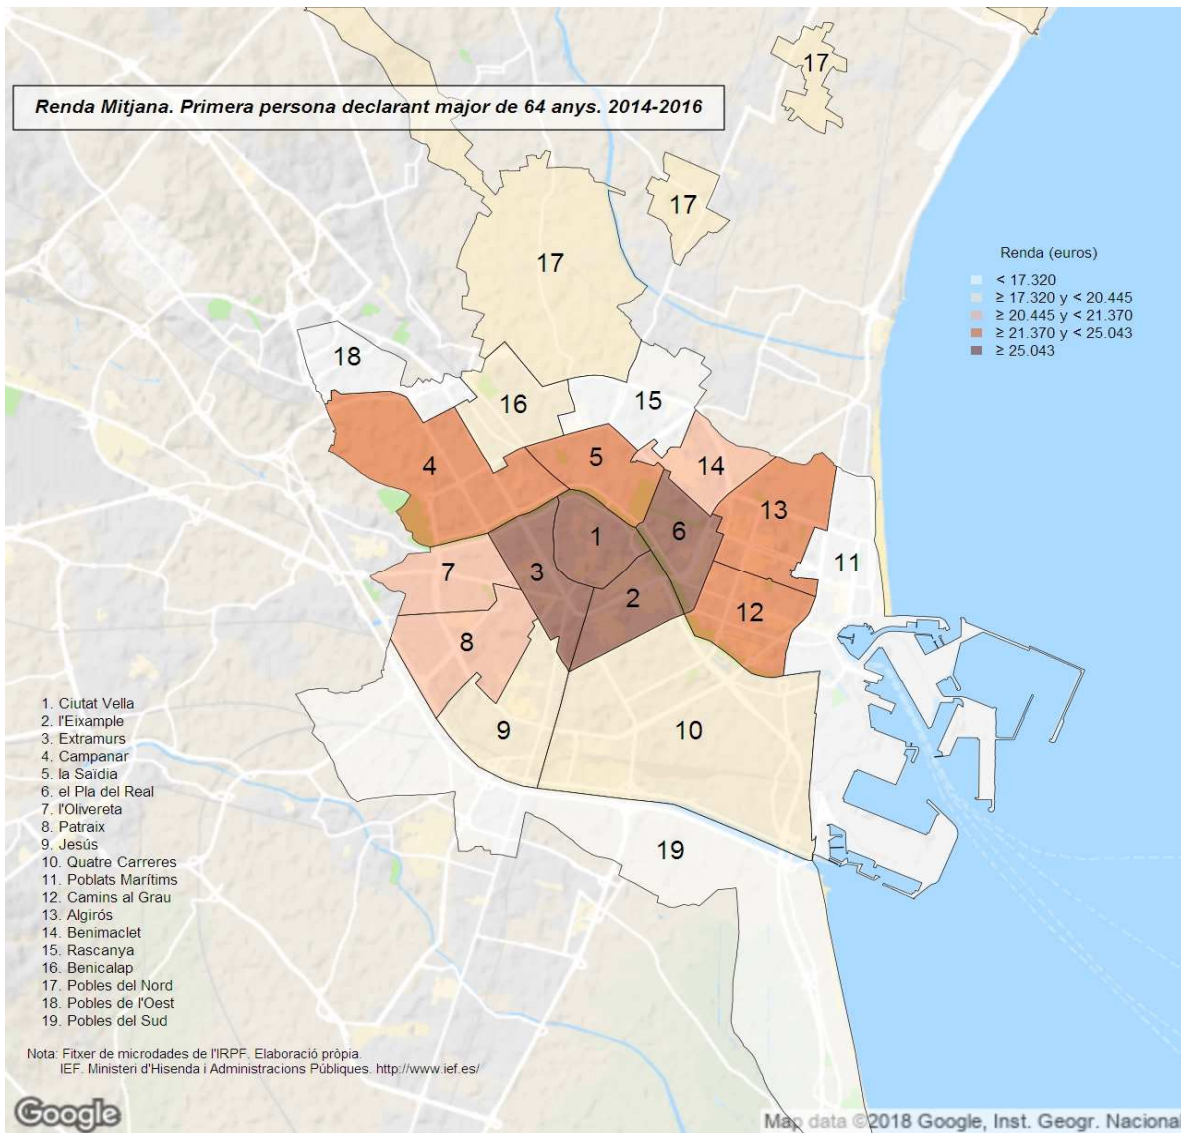 17
Renda Mitjana. Primera persona declarant major de 64 anys. 2014-2016
17
17
Renda (euros)
< 17.320
≥ 17.320 y < 20.445
≥ 20.445 y < 21.370
≥ 21.370 y < 25.043
≥ 25.043
18
16
15
4
5
14
13
6
1
11
3
7
2
12
8
9
10
19
1. Ciutat Vella
2. l'Eixample
3. Extramurs
4. Campanar
5. la Saïdia
6. el Pla del Real
7. l'Olivereta
8. Patraix
9. Jesús
10. Quatre Carreres
11. Poblats Marítims
12. Camins al Grau
13. Algirós
14. Benimaclet
15. Rascanya
16. Benicalap
17. Pobles del Nord
18. Pobles de l'Oest
19. Pobles del Sud
Nota: Fitxer de microdades de l'IRPF. Elaboració pròpia.
IEF. Ministeri d'Hisenda i Administracions Públiques. http://www.ief.es/
Google
Map data ©2018 Google, Inst. Geogr. Nacional